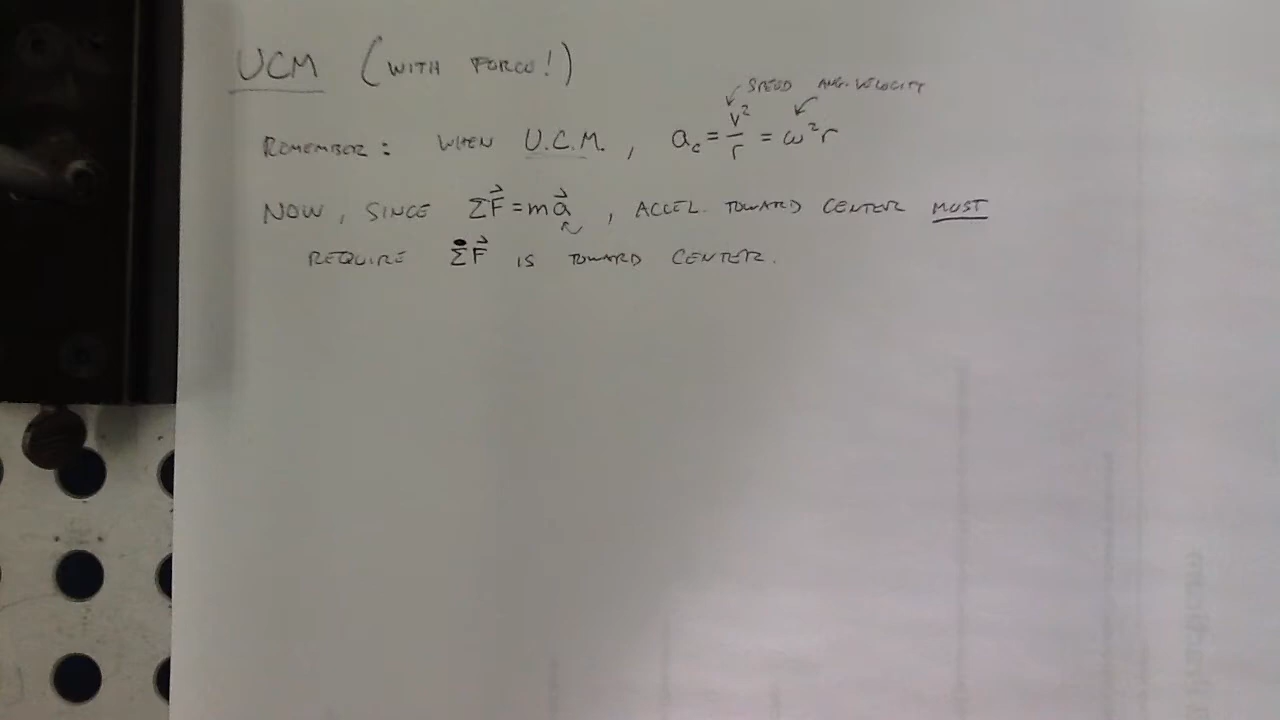 UCM (WITH FORCE!)
SPEED ANG. VELOCITY
REMEMBER: WHEN U.C.M., a_c = v²/r = ω²r
NOW, SINCE ΣF⃗ = ma⃗, ACCEL. TOWARD CENTER MUST
REQUIRE ΣF⃗ IS TOWARD CENTER.